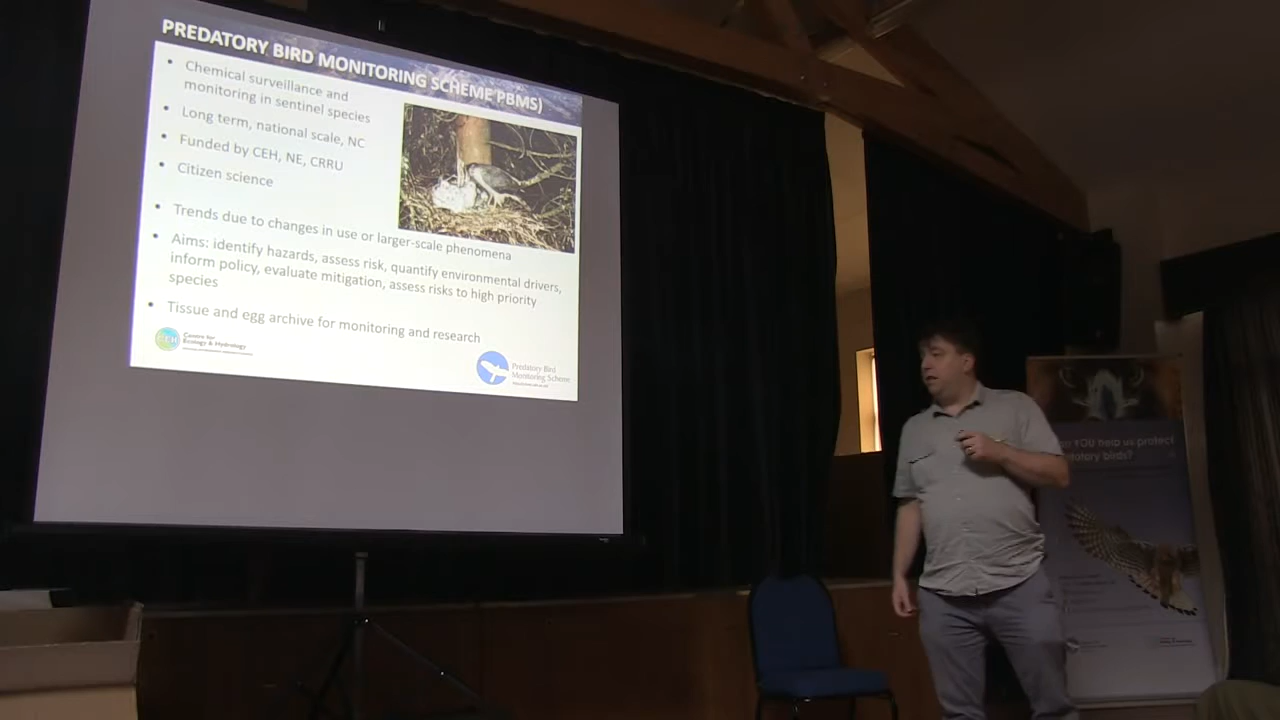 PREDATORY BIRD MONITORING SCHEME PBMS)
• Chemical surveillance and
monitoring in sentinel species
• Long term, national scale, NC
• Funded by CEH, NE, CRRU
• Citizen science
• Trends due to changes in use or larger-scale phenomena
• Aims: identify hazards, assess risk, quantify environmental drivers,
inform policy, evaluate mitigation, assess risks to high priority
species
• Tissue and egg archive for monitoring and research
CEH
Centre for
Ecology & Hydrology
Predatory Bird
Monitoring Scheme
YOU help us protect
birds?